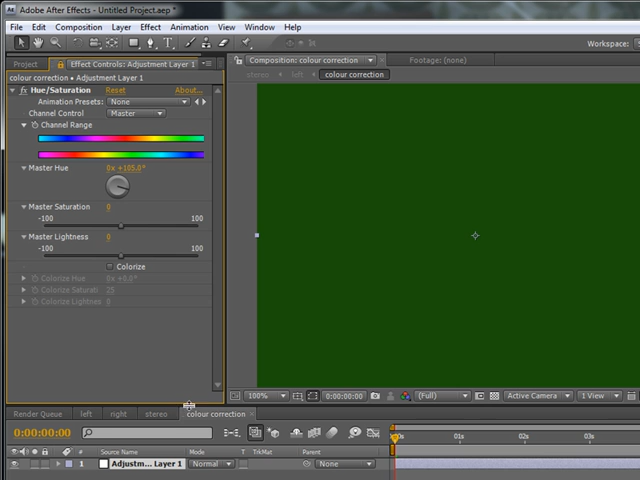 Adobe After Effects - Untitled Project.aep *
File Edit Composition Layer Effect Animation View Window Help
Workspace:
Project Effect Controls: Adjustment Layer 1
Composition: colour correction Footage: (none)
colour correction • Adjustment Layer 1
stereo left colour correction
fx Hue/Saturation Reset About...
Animation Presets: None
Channel Control Master
Channel Range
Master Hue 0x +105.0°
Master Saturation 0
-100 100
Master Lightness 0
-100 100
Colorize
Colorize Hue 0x +0.0°
Colorize Saturati 25
Colorize Lightnes 0
100% 0:00:00:00 (Full) Active Camera 1 View
Render Queue left right stereo colour correction
0:00:00:00
00s 01s 02s 03s
# Source Name Mode T TrkMat Parent
1 Adjustm... Layer 1 Normal None